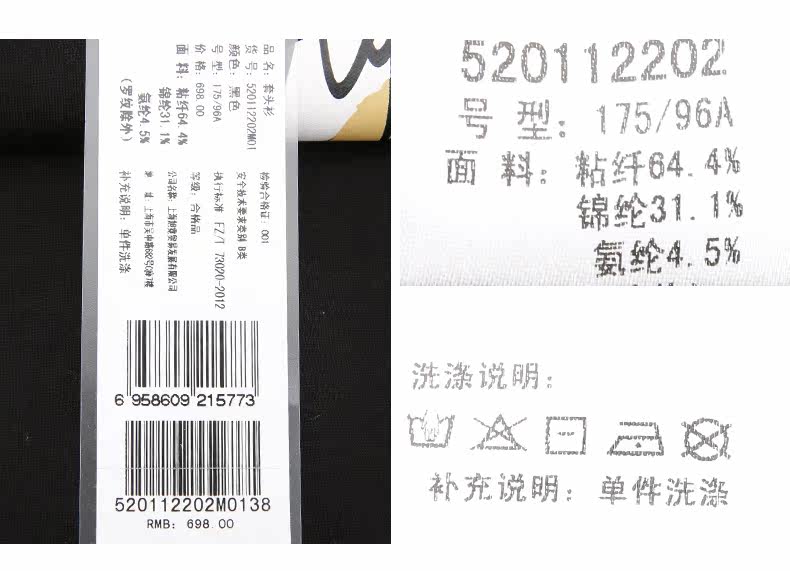 品名: 套头衫
货号: 520112202M01
颜色: 黑色
号型: 175/96A
价格: 698.00
面料: 粘纤64.4%
锦纶31.1%
氨纶4.5%
(罗纹除外)
检验合格证: 001
安全技术要求类别 B类
执行标准 FZ/T 73020-2012
等级: 合格品
补充说明: 单件洗涤
6 958609 215773
520112202M0138
RMB: 698.00
520112202
号 型: 175/96A
面 料: 粘纤64.4%
锦纶31.1%
氨纶4.5%
洗涤说明:
补充说明: 单件洗涤